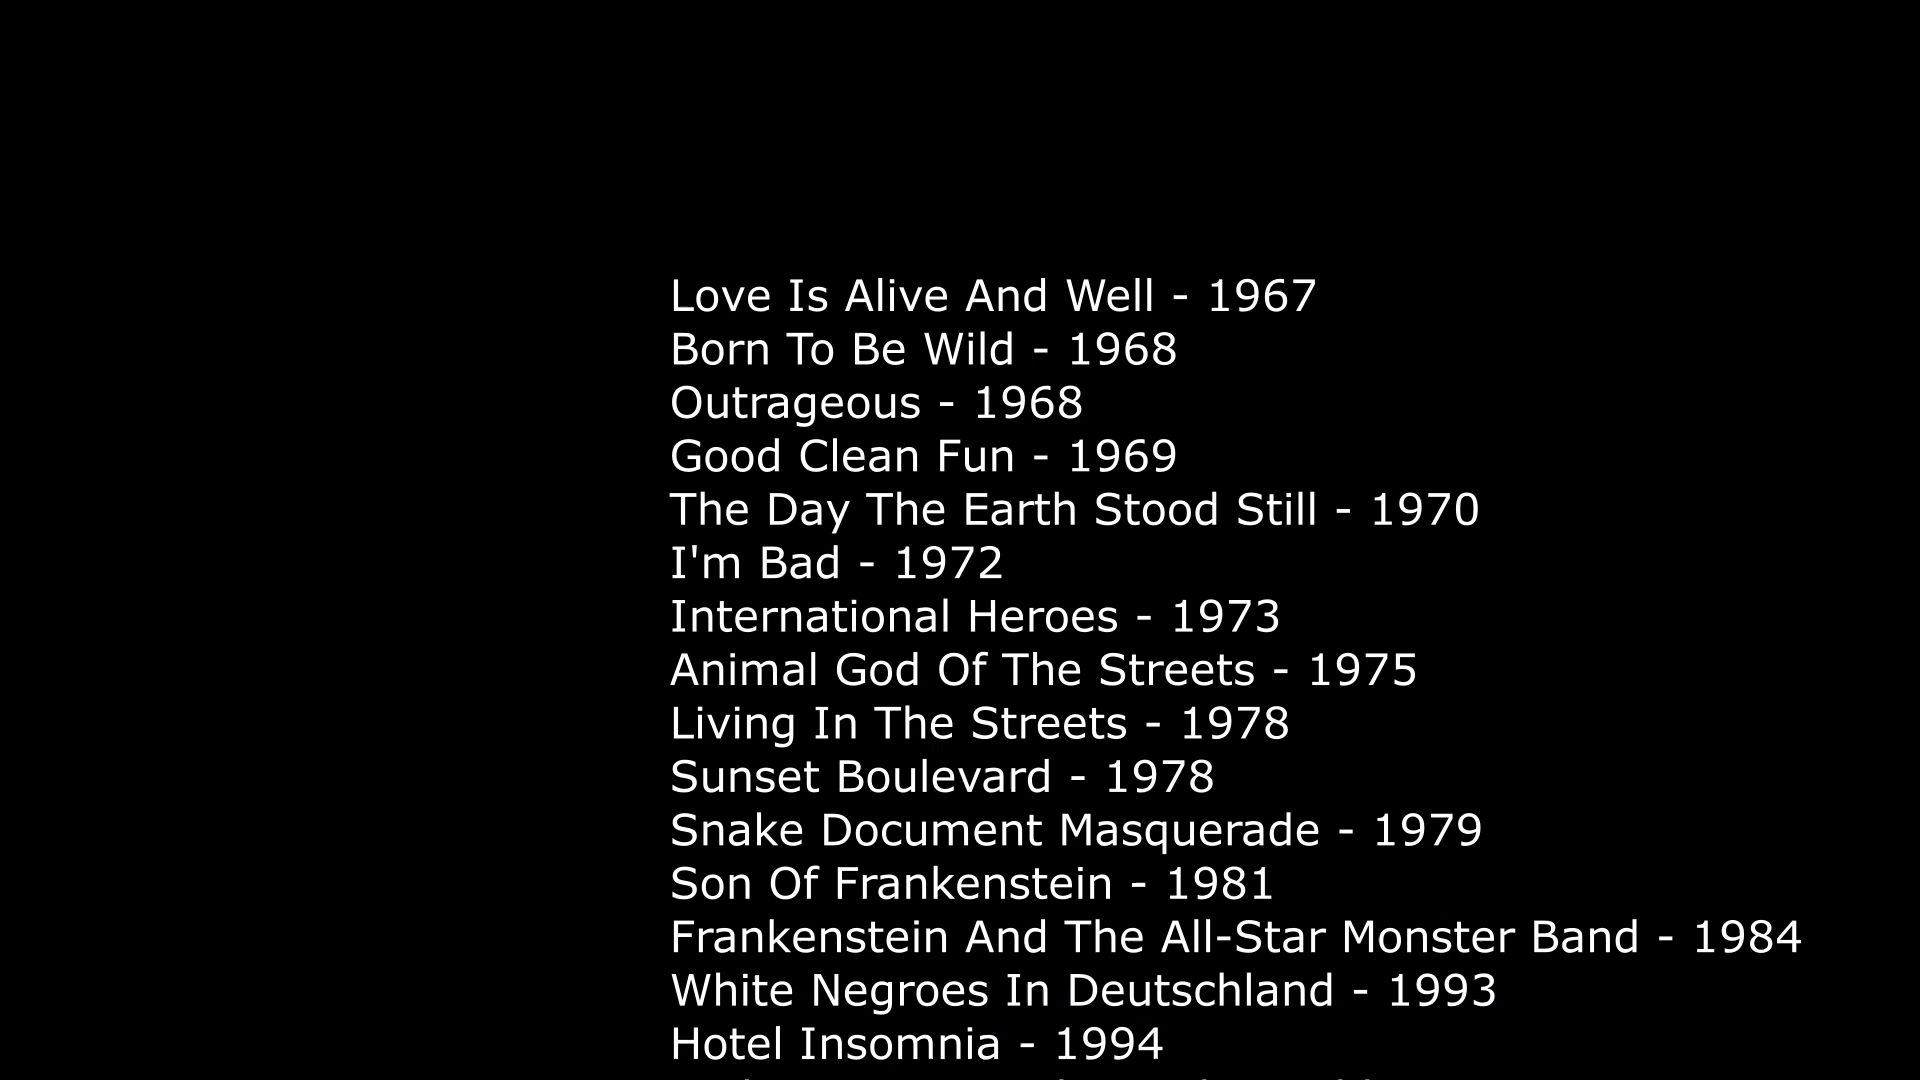 Love Is Alive And Well - 1967
Born To Be Wild - 1968
Outrageous - 1968
Good Clean Fun - 1969
The Day The Earth Stood Still - 1970
I'm Bad - 1972
International Heroes - 1973
Animal God Of The Streets - 1975
Living In The Streets - 1978
Sunset Boulevard - 1978
Snake Document Masquerade - 1979
Son Of Frankenstein - 1981
Frankenstein And The All-Star Monster Band - 1984
White Negroes In Deutschland - 1993
Hotel Insomnia - 1994